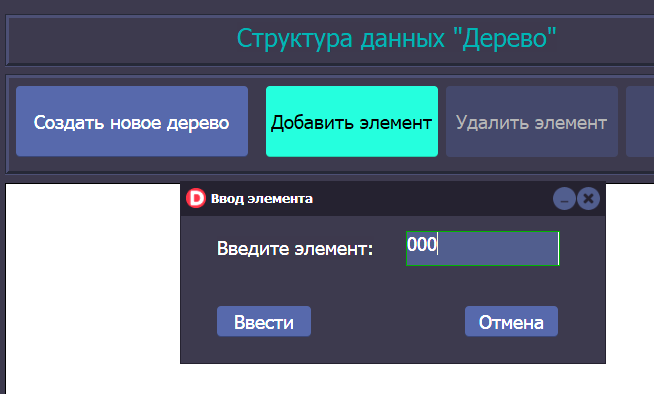 Структура данных "Дерево"
Создать новое дерево Добавить элемент Удалить элемент
D Ввод элемента
Введите элемент: 000
Ввести Отмена